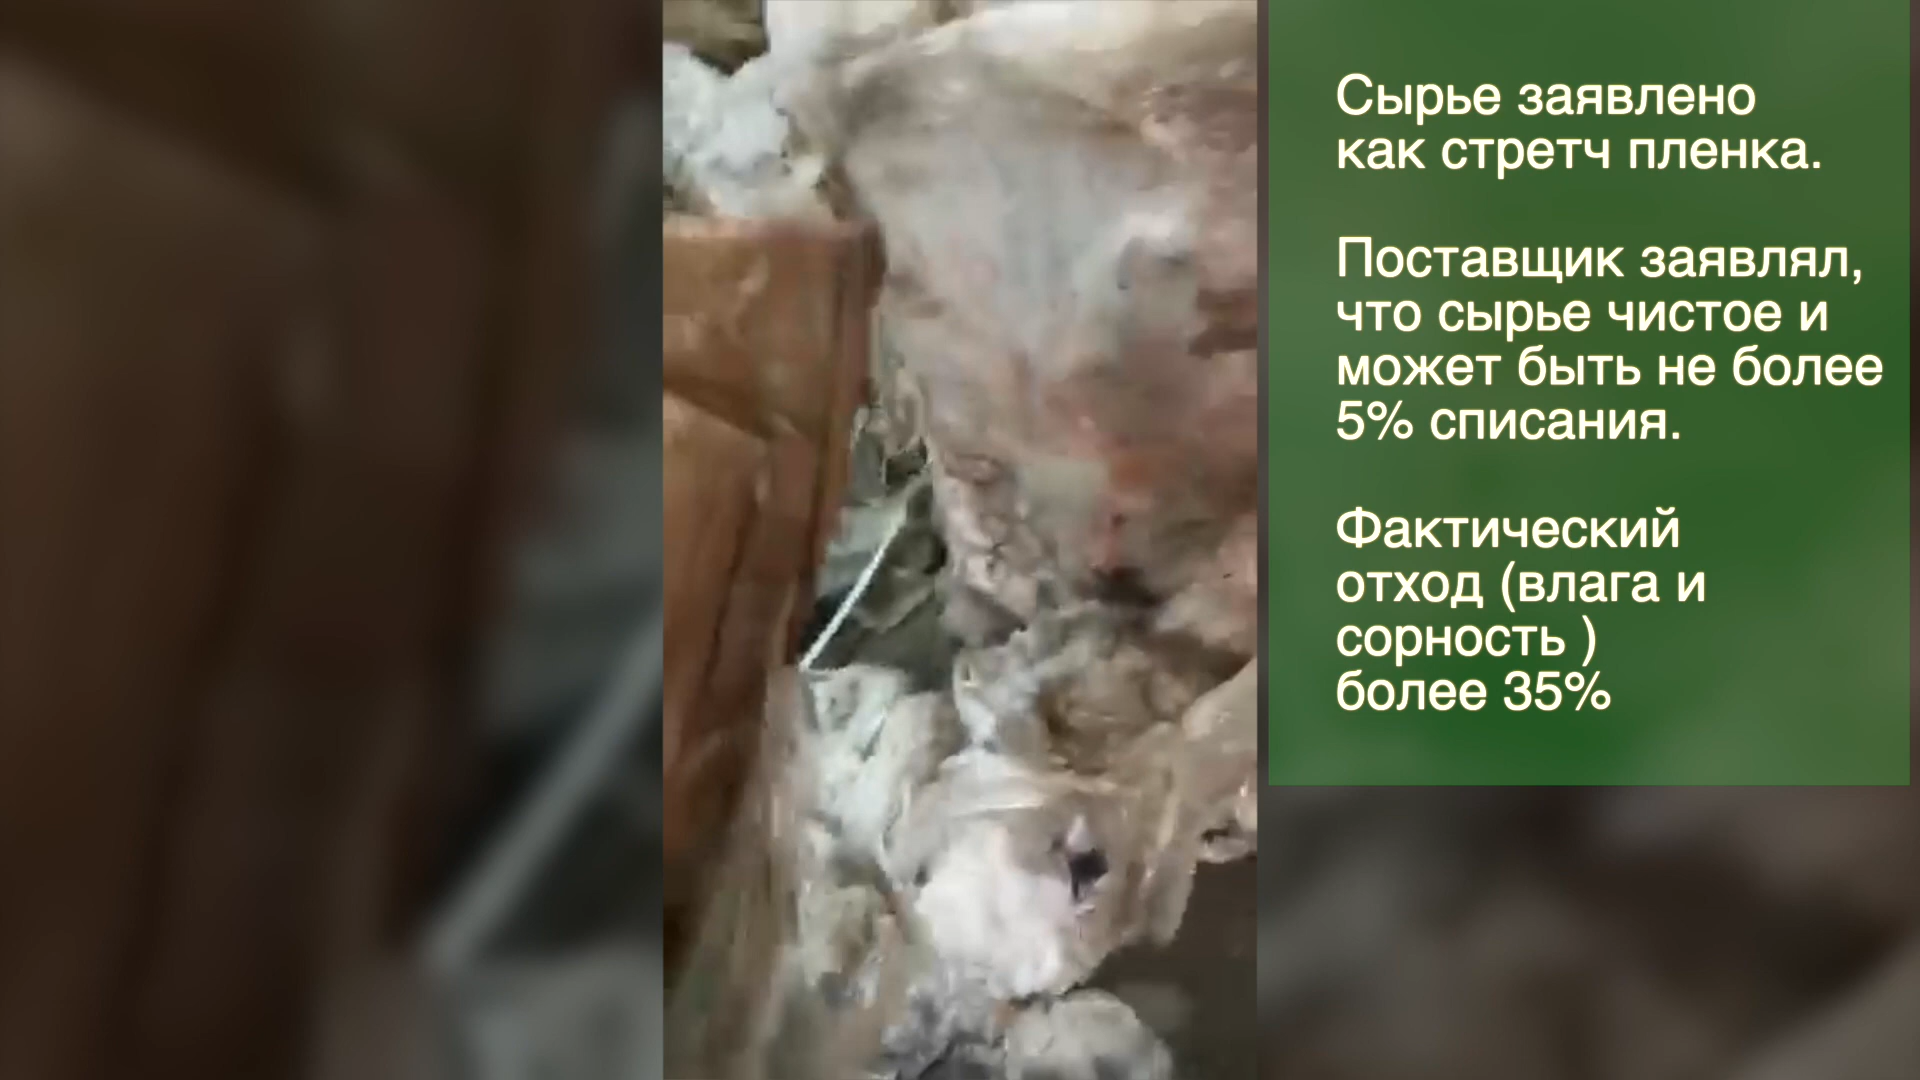 Сырье заявлено
как стретч пленка.
Поставщик заявлял,
что сырье чистое и
может быть не более
5% списания.
Фактический
отход (влага и
сорность )
более 35%